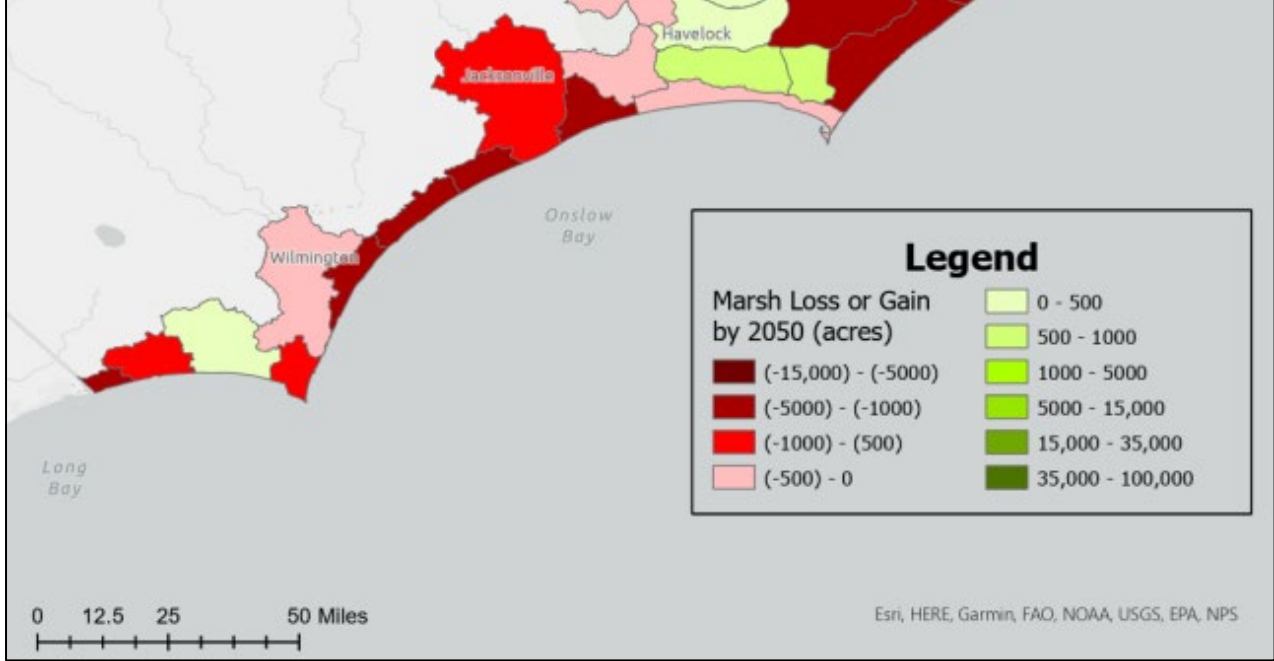 Havelock
Jacksonville
Onslow
Bay
Wilmington
Legend
Marsh Loss or Gain
by 2050 (acres)
(-15,000) - (-5000)
(-5000) - (-1000)
(-1000) - (500)
(-500) - 0
0 - 500
500 - 1000
1000 - 5000
5000 - 15,000
15,000 - 35,000
35,000 - 100,000
Long
Bay
0 12.5 25 50 Miles
Esri, HERE, Garmin, FAO, NOAA, USGS, EPA, NPS